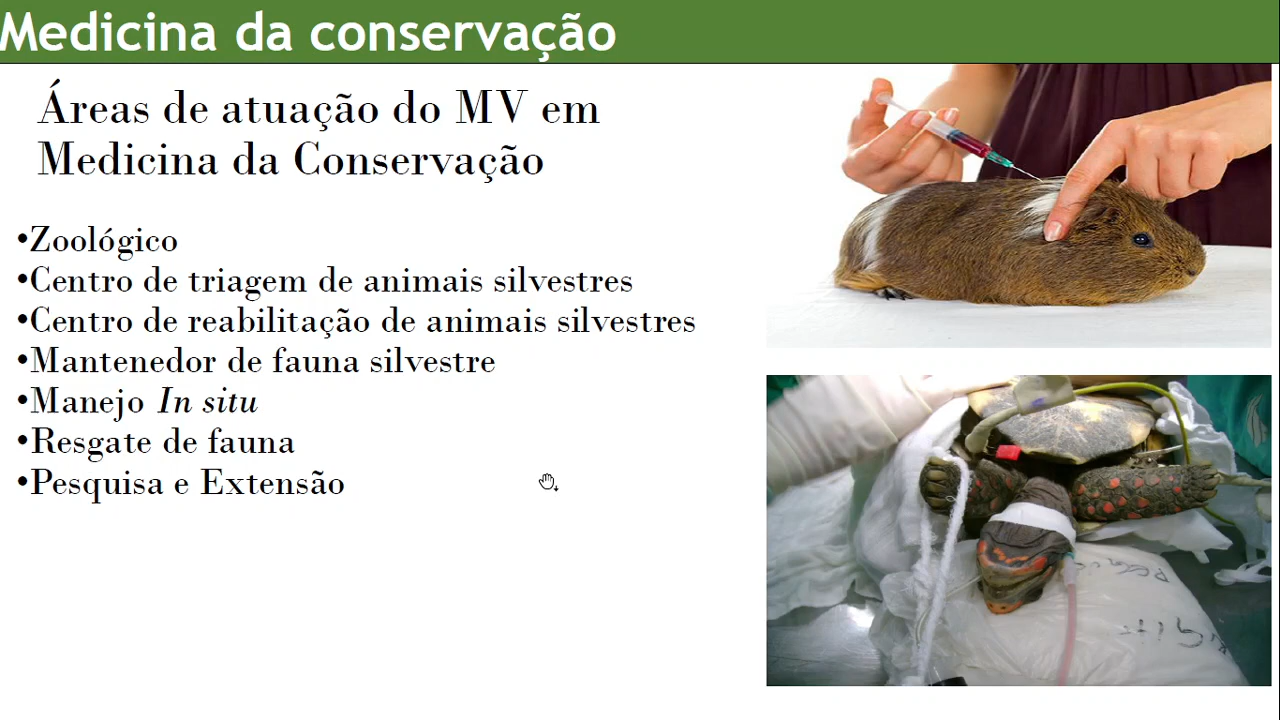 Medicina da conservação
Áreas de atuação do MV em
Medicina da Conservação
•Zoológico
•Centro de triagem de animais silvestres
•Centro de reabilitação de animais silvestres
•Mantenedor de fauna silvestre
•Manejo In situ
•Resgate de fauna
•Pesquisa e Extensão